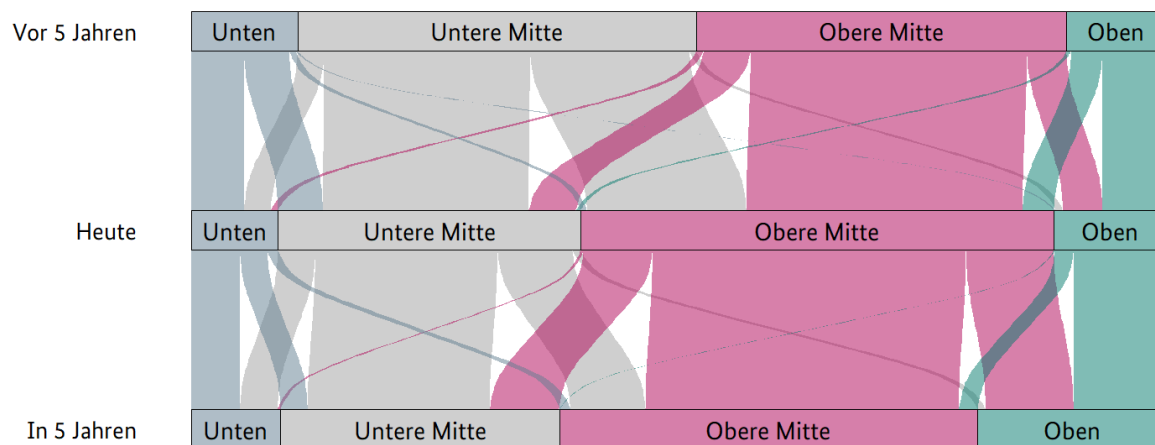 Vor 5 Jahren Unten Untere Mitte Obere Mitte Oben
Heute Unten Untere Mitte Obere Mitte Oben
In 5 Jahren Unten Untere Mitte Obere Mitte Oben